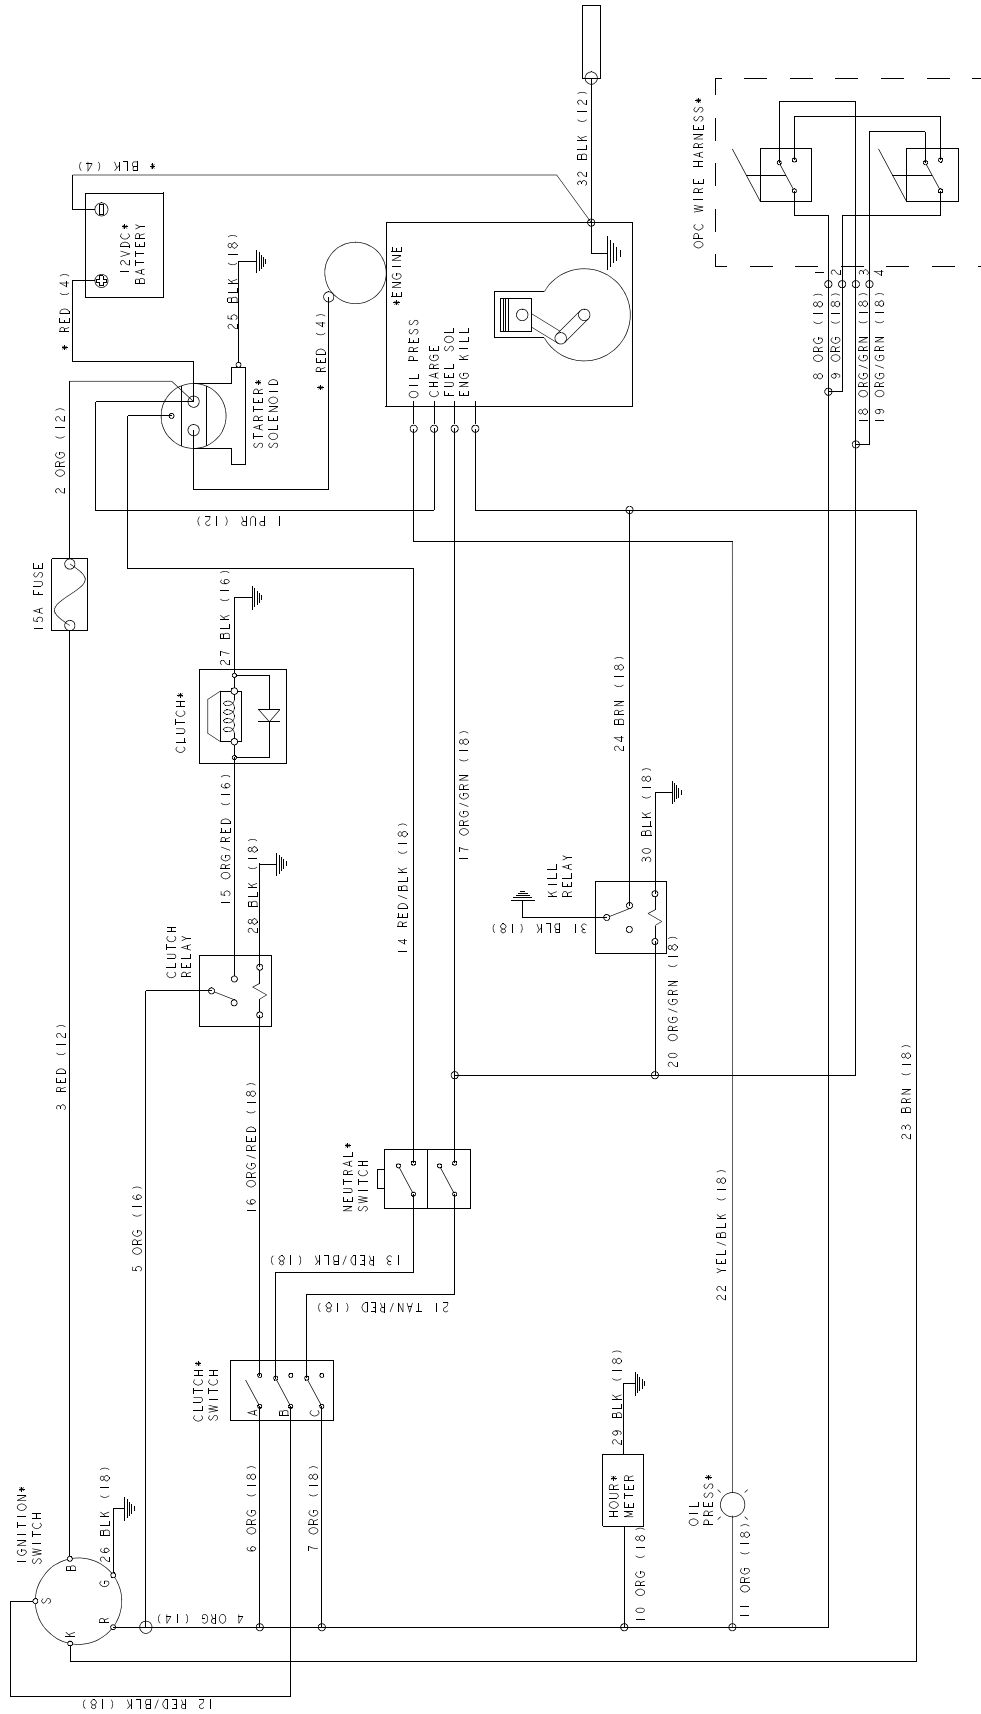 32 BLK (12)
OPC WIRE HARNESS*
* BLK (4)
12VDC*
BATTERY
* RED (4)
25 BLK (18)
*ENGINE
OIL PRESS
CHARGE
FUEL SOL
ENG KILL
* RED (4)
STARTER*
SOLENOID
1
2
3
4
8 ORG (18)
9 ORG (18)
18 ORG/GRN (18)
19 ORG/GRN (18)
2 ORG (12)
1 PUR (12)
15A FUSE
27 BLK (16)
CLUTCH*
15 ORG/RED (16)
28 BLK (18)
14 RED/BLK (18)
17 ORG/GRN (18)
24 BRN (18)
30 BLK (18)
KILL
RELAY
31 BLK (18)
20 ORG/GRN (18)
CLUTCH
RELAY
3 RED (12)
16 ORG/RED (18)
5 ORG (16)
NEUTRAL*
SWITCH
23 BRN (18)
22 YEL/BLK (18)
13 RED/BLK (18)
21 TAN/RED (18)
CLUTCH*
SWITCH
A
B
C
29 BLK (18)
HOUR*
METER
10 ORG (18)
OIL
PRESS*
11 ORG (18)
6 ORG (18)
7 ORG (18)
IGNITION*
SWITCH
26 BLK (18)
B
G
S
R
K
4 ORG (14)
12 RED/BLK (18)